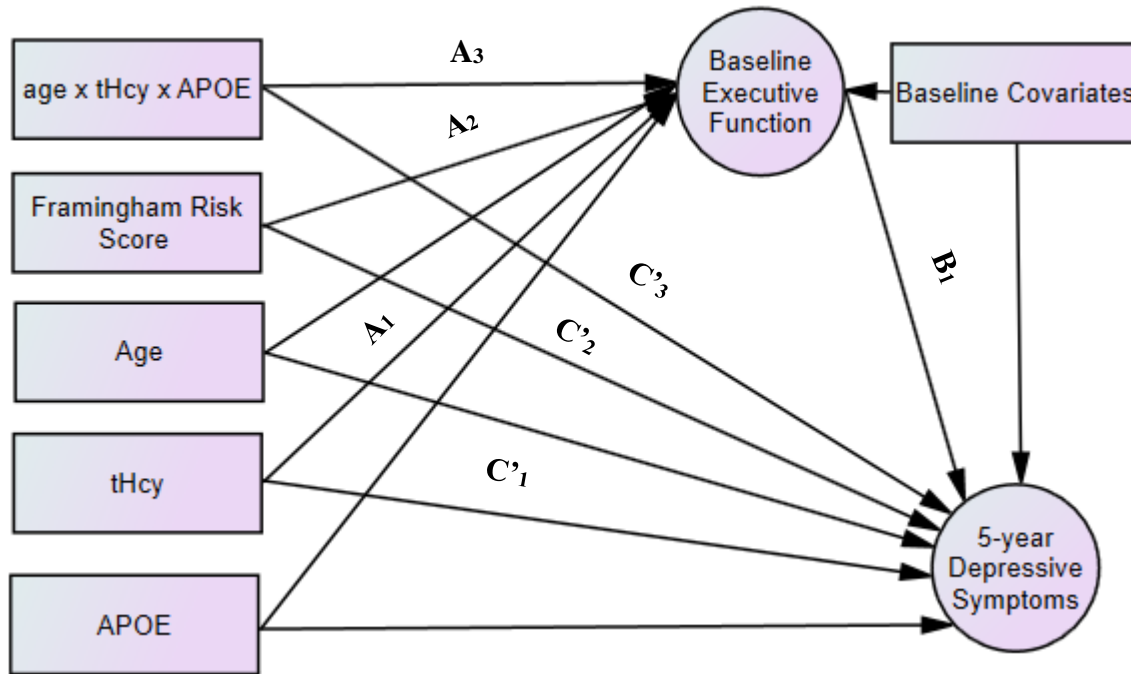 age x tHcy x APOE
A3
Baseline
Executive
Function
Baseline Covariates
A2
Framingham Risk
Score
C'3
B1
A1
C'2
Age
C'1
tHcy
5-year
Depressive
Symptoms
APOE